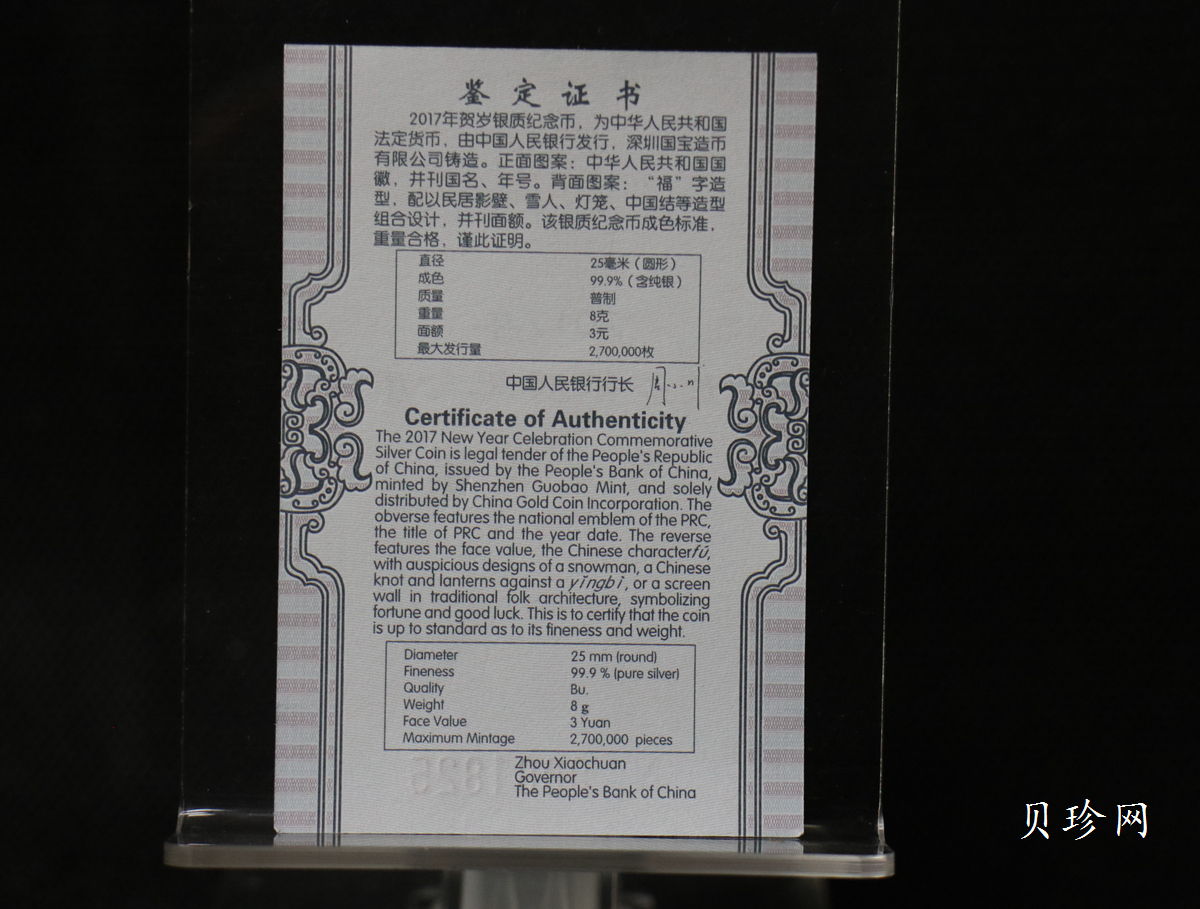 鉴定证书
2017年贺岁银质纪念币，为中华人民共和国
法定货币，由中国人民银行发行，深圳国宝造币
有限公司铸造。正面图案：中华人民共和国国
徽，并刊国名、年号。背面图案：“福”字造
型，配以民居影壁、雪人、灯笼、中国结等造型
组合设计，并刊面额。该银质纪念币成色标准，
重量合格，谨此证明。
直径 25毫米（圆形）
成色 99.9%（含纯银）
质量 普制
重量 8克
面额 3元
最大发行量 2,700,000枚
中国人民银行行长
Certificate of Authenticity
The 2017 New Year Celebration Commemorative
Silver Coin is legal tender of the People's Republic
of China, issued by the People's Bank of China,
minted by Shenzhen Guobao Mint, and solely
distributed by China Gold Coin Incorporation. The
obverse features the national emblem of the PRC,
the title of PRC and the year date. The reverse
features the face value, the Chinese character fú,
with auspicious designs of a snowman, a Chinese
knot and lanterns against a yǐngbì, or a screen
wall in traditional folk architecture, symbolizing
fortune and good luck. This is to certify that the coin
is up to standard as to its fineness and weight.
Diameter 25 mm (round)
Fineness 99.9 % (pure silver)
Quality Bu.
Weight 8 g
Face Value 3 Yuan
Maximum Mintage 2,700,000 pieces
Zhou Xiaochuan
Governor
The People's Bank of China
贝珍网